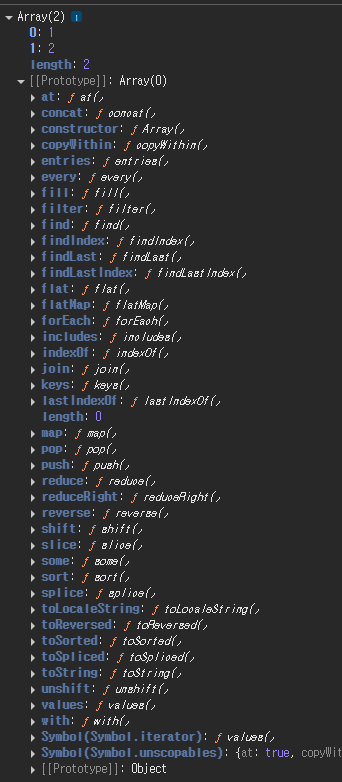 Array(2) i
0: 1
1: 2
length: 2
[[Prototype]]: Array(0)
at: ƒ at(,
concat: ƒ concat(,
constructor: ƒ Array(,
copyWithin: ƒ copyWithin(,
entries: ƒ entries(,
every: ƒ every(,
fill: ƒ fill(,
filter: ƒ filter(,
find: ƒ find(,
findIndex: ƒ findIndex(,
findLast: ƒ findLast(,
findLastIndex: ƒ findLastIndex(,
flat: ƒ flat(,
flatMap: ƒ flatMap(,
forEach: ƒ forEach(,
includes: ƒ includes(,
indexOf: ƒ indexOf(,
join: ƒ join(,
keys: ƒ keys(,
lastIndexOf: ƒ lastIndexOf(,
length: 0
map: ƒ map(,
pop: ƒ pop(,
push: ƒ push(,
reduce: ƒ reduce(,
reduceRight: ƒ reduceRight(,
reverse: ƒ reverse(,
shift: ƒ shift(,
slice: ƒ slice(,
some: ƒ some(,
sort: ƒ sort(,
splice: ƒ splice(,
toLocaleString: ƒ toLocaleString(,
toReversed: ƒ toReversed(,
toSorted: ƒ toSorted(,
toSpliced: ƒ toSpliced(,
toString: ƒ toString(,
unshift: ƒ unshift(,
values: ƒ values(,
with: ƒ with(,
Symbol(Symbol.iterator): ƒ values(,
Symbol(Symbol.unscopables): {at: true, copyWit
[[Prototype]]: Object